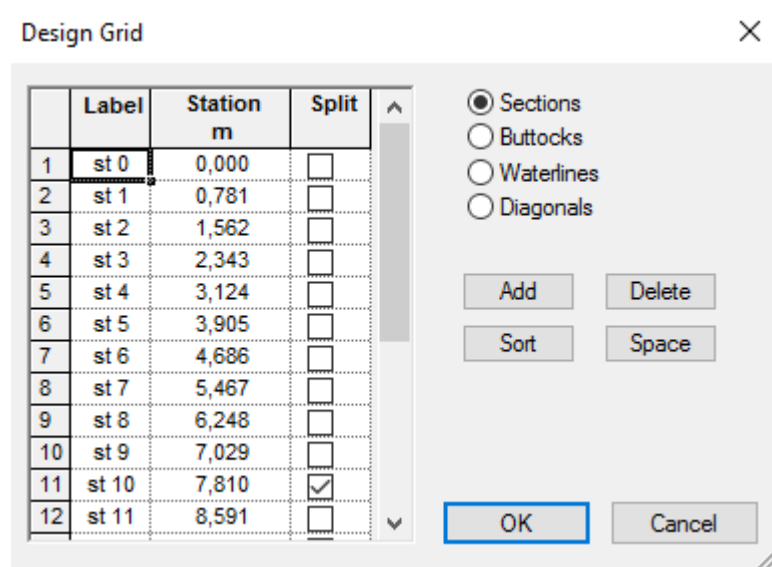 Design Grid
Label Station Split
m
1 st 0 0,000
2 st 1 0,781
3 st 2 1,562
4 st 3 2,343
5 st 4 3,124
6 st 5 3,905
7 st 6 4,686
8 st 7 5,467
9 st 8 6,248
10 st 9 7,029
11 st 10 7,810
12 st 11 8,591
Sections
Buttocks
Waterlines
Diagonals
Add Delete
Sort Space
OK Cancel